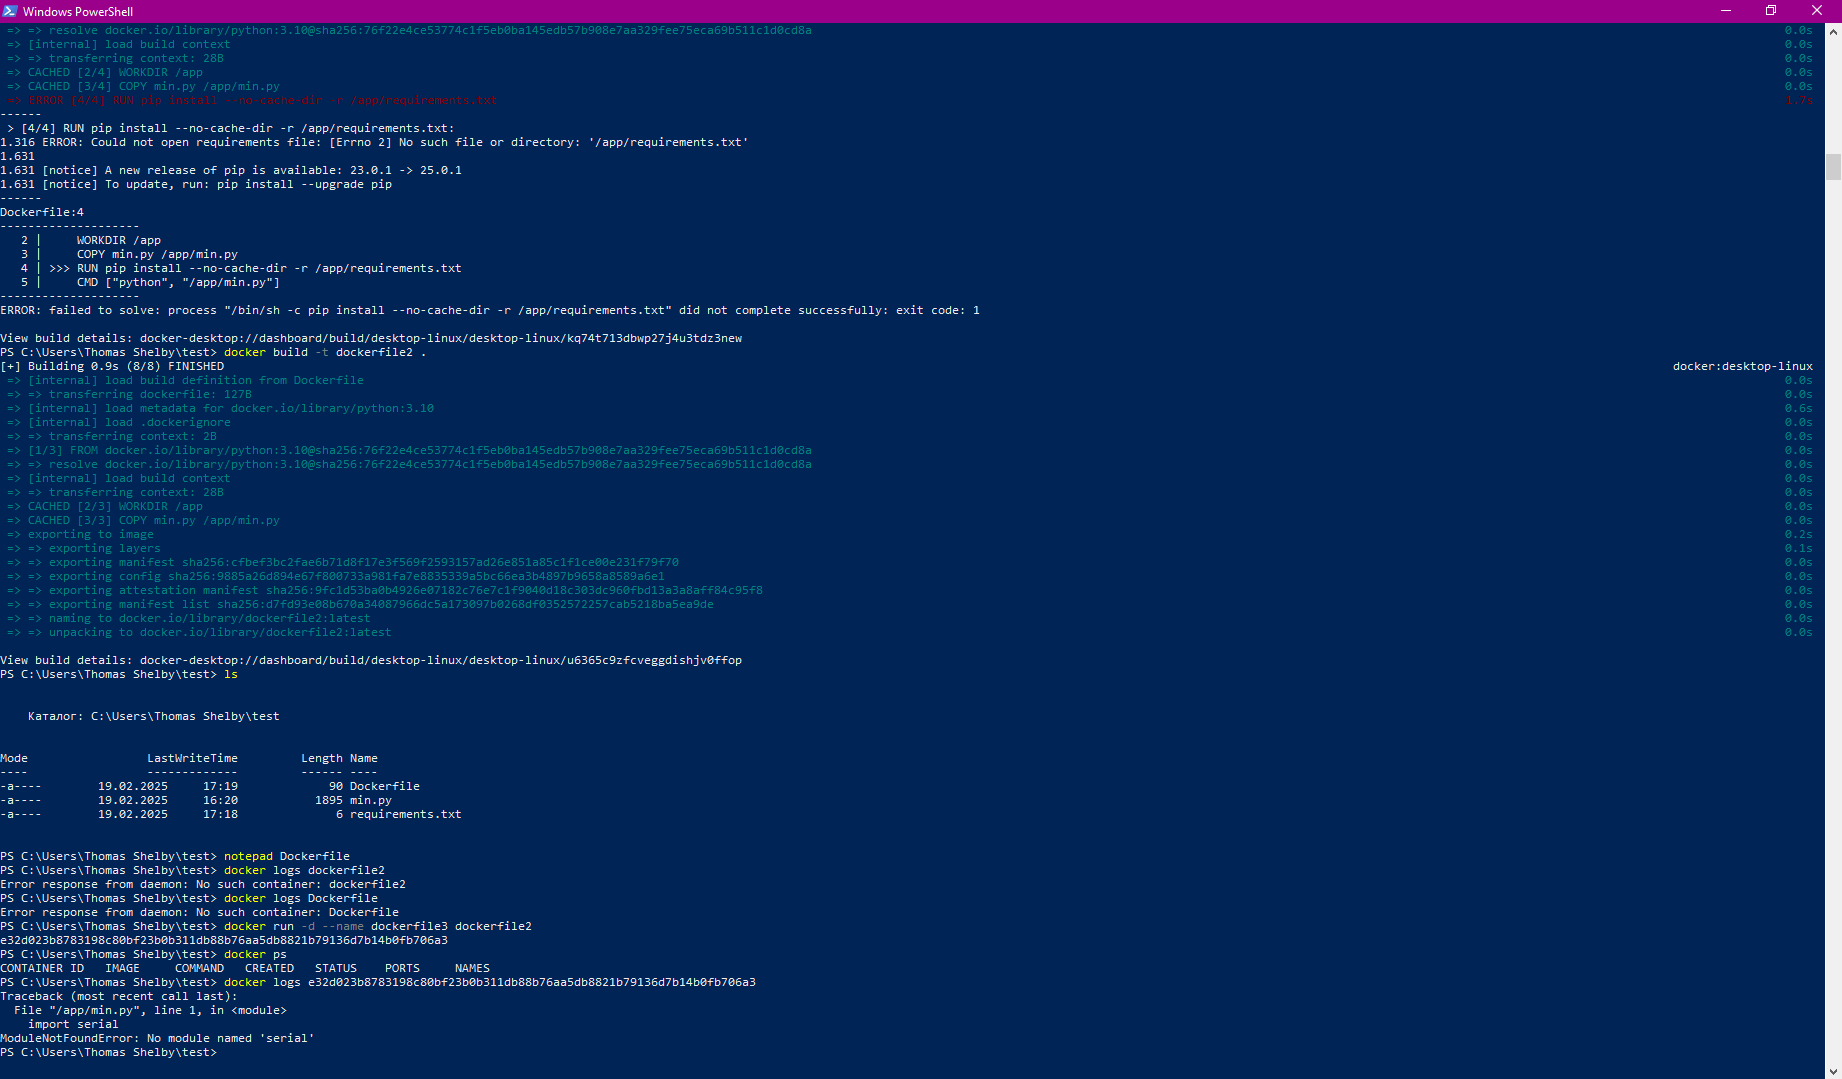 Windows PowerShell
=> => resolve docker.io/library/python:3.10@sha256:76f22e4ce53774c1f5eb0ba145edb57b908e7aa329fee75eca69b511c1d0cd8a 0.0s
=> [internal] load build context 0.0s
=> => transferring context: 28B 0.0s
=> CACHED [2/4] WORKDIR /app 0.0s
=> CACHED [3/4] COPY min.py /app/min.py 0.0s
=> ERROR [4/4] RUN pip install --no-cache-dir -r /app/requirements.txt 1.7s
------
> [4/4] RUN pip install --no-cache-dir -r /app/requirements.txt:
1.316 ERROR: Could not open requirements file: [Errno 2] No such file or directory: '/app/requirements.txt'
1.631
1.631 [notice] A new release of pip is available: 23.0.1 -> 25.0.1
1.631 [notice] To update, run: pip install --upgrade pip
------
Dockerfile:4
--------------------
2 | WORKDIR /app
3 | COPY min.py /app/min.py
4 | >>> RUN pip install --no-cache-dir -r /app/requirements.txt
5 | CMD ["python", "/app/min.py"]
--------------------
ERROR: failed to solve: process "/bin/sh -c pip install --no-cache-dir -r /app/requirements.txt" did not complete successfully: exit code: 1
View build details: docker-desktop://dashboard/build/desktop-linux/desktop-linux/kq74t713dbwp27j4u3tdz3new
PS C:\Users\Thomas Shelby\test> docker build -t dockerfile2 .
[+] Building 0.9s (8/8) FINISHED docker:desktop-linux
=> [internal] load build definition from Dockerfile 0.0s
=> => transferring dockerfile: 127B 0.0s
=> [internal] load metadata for docker.io/library/python:3.10 0.6s
=> [internal] load .dockerignore 0.0s
=> => transferring context: 2B 0.0s
=> [1/3] FROM docker.io/library/python:3.10@sha256:76f22e4ce53774c1f5eb0ba145edb57b908e7aa329fee75eca69b511c1d0cd8a 0.0s
=> => resolve docker.io/library/python:3.10@sha256:76f22e4ce53774c1f5eb0ba145edb57b908e7aa329fee75eca69b511c1d0cd8a 0.0s
=> [internal] load build context 0.0s
=> => transferring context: 28B 0.0s
=> CACHED [2/3] WORKDIR /app 0.0s
=> CACHED [3/3] COPY min.py /app/min.py 0.0s
=> exporting to image 0.2s
=> => exporting layers 0.1s
=> => exporting manifest sha256:cfbef3bc2fae6b71d8f17e3f569f2593157ad26e851a85c1f1ce00e231f79f70 0.0s
=> => exporting config sha256:9885a26d894e67f800733a981fa7e8835339a5bc66ea3b4897b9658a8589a6e1 0.0s
=> => exporting attestation manifest sha256:9fc1d53ba0b4926e07182c76e7c1f9040d18c303dc960fbd13a3a8aff84c95f8 0.0s
=> => exporting manifest list sha256:d7fd93e08b670a34087966dc5a173097b0268df0352572257cab5218ba5ea9de 0.0s
=> => naming to docker.io/library/dockerfile2:latest 0.0s
=> => unpacking to docker.io/library/dockerfile2:latest 0.0s
View build details: docker-desktop://dashboard/build/desktop-linux/desktop-linux/u6365c9zfcveggdishjv0ffop
PS C:\Users\Thomas Shelby\test> ls
Каталог: C:\Users\Thomas Shelby\test
Mode LastWriteTime Length Name
---- ------------- ------ ----
-a---- 19.02.2025 17:19 90 Dockerfile
-a---- 19.02.2025 16:20 1895 min.py
-a---- 19.02.2025 17:18 6 requirements.txt
PS C:\Users\Thomas Shelby\test> notepad Dockerfile
PS C:\Users\Thomas Shelby\test> docker logs dockerfile2
Error response from daemon: No such container: dockerfile2
PS C:\Users\Thomas Shelby\test> docker logs Dockerfile
Error response from daemon: No such container: Dockerfile
PS C:\Users\Thomas Shelby\test> docker run -d --name dockerfile3 dockerfile2
e32d023b8783198c80bf23b0b311db88b76aa5db8821b79136d7b14b0fb706a3
PS C:\Users\Thomas Shelby\test> docker ps
CONTAINER ID IMAGE COMMAND CREATED STATUS PORTS NAMES
PS C:\Users\Thomas Shelby\test> docker logs e32d023b8783198c80bf23b0b311db88b76aa5db8821b79136d7b14b0fb706a3
Traceback (most recent call last):
File "/app/min.py", line 1, in <module>
import serial
ModuleNotFoundError: No module named 'serial'
PS C:\Users\Thomas Shelby\test>